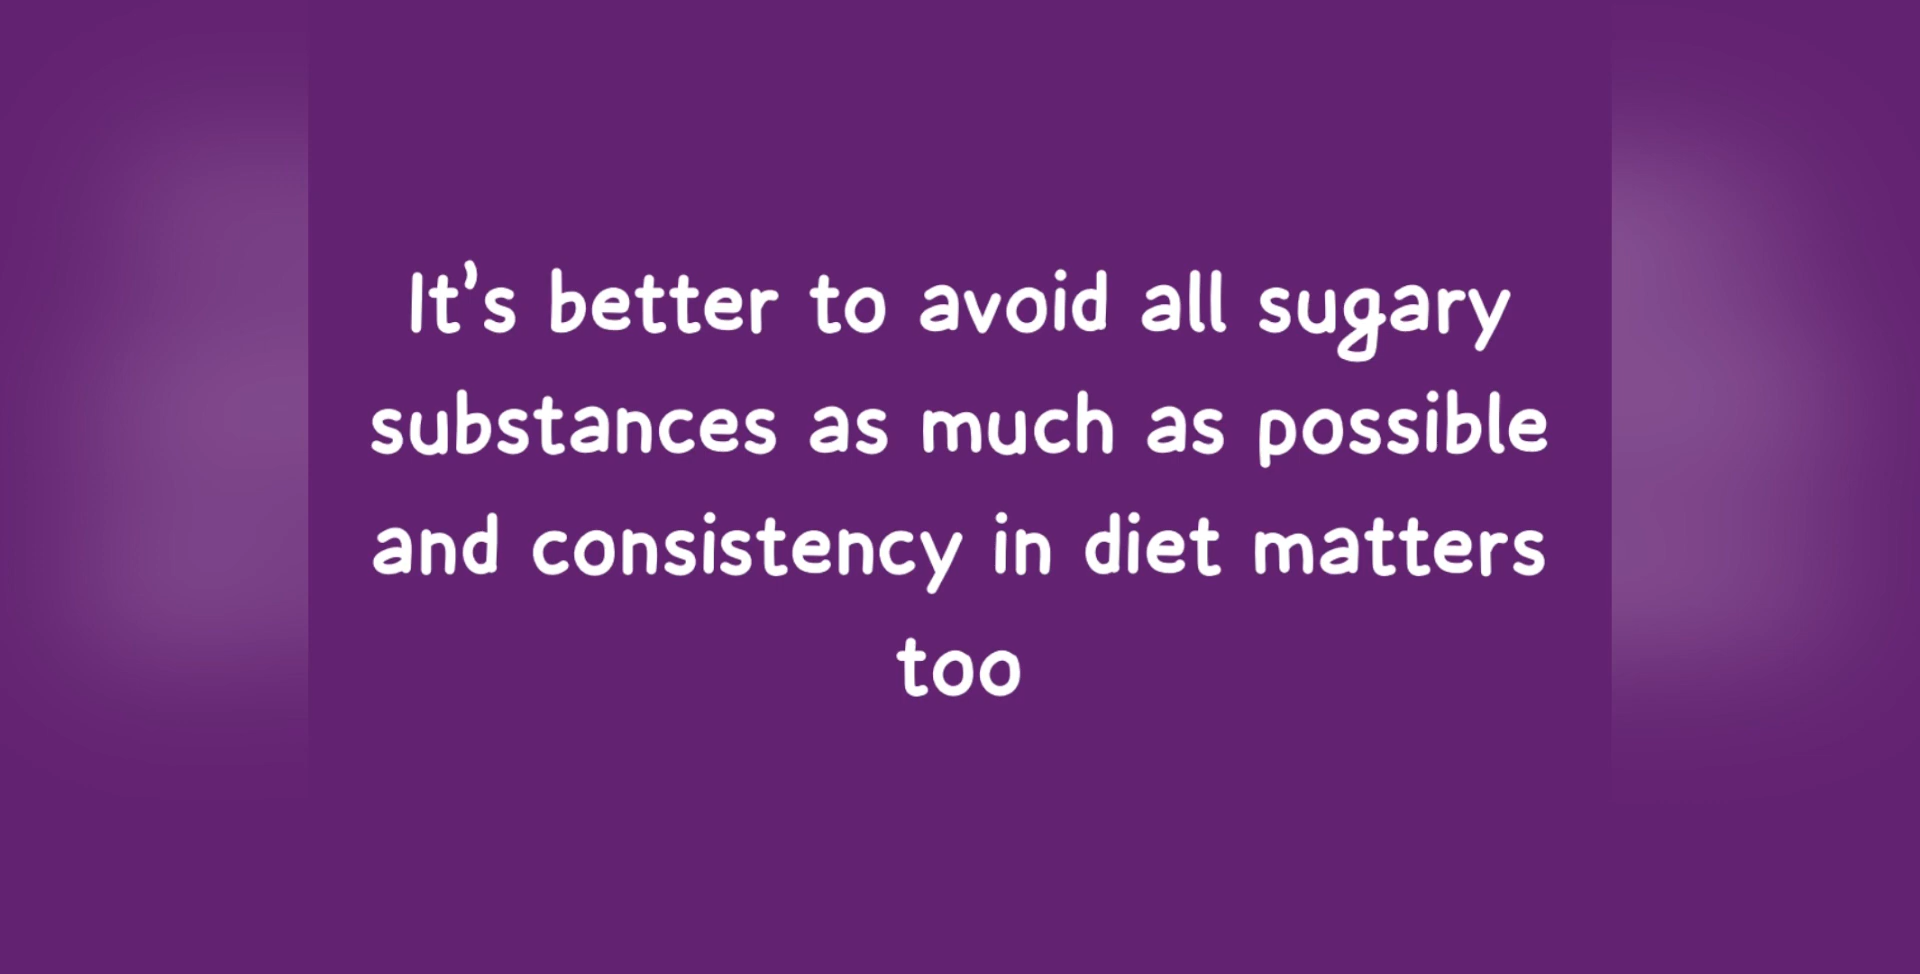 It's better to avoid all sugary
substances as much as possible
and consistency in diet matters
too